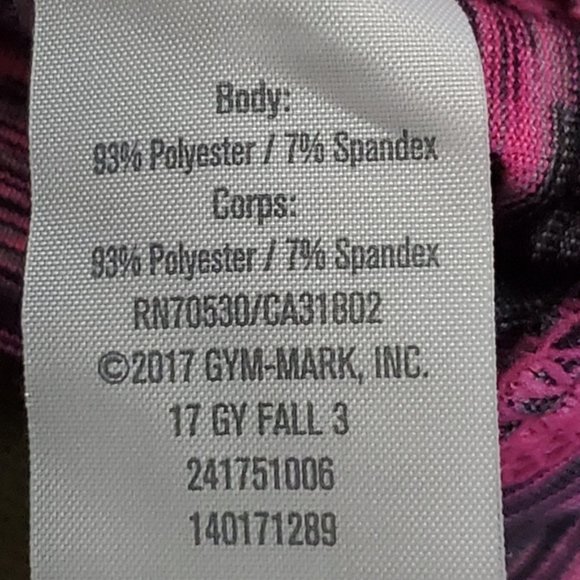 Body:
93% Polyester / 7% Spandex
Corps:
93% Polyester / 7% Spandex
RN70530/CA31802
©2017 GYM-MARK, INC.
17 GY FALL 3
241751006
140171289